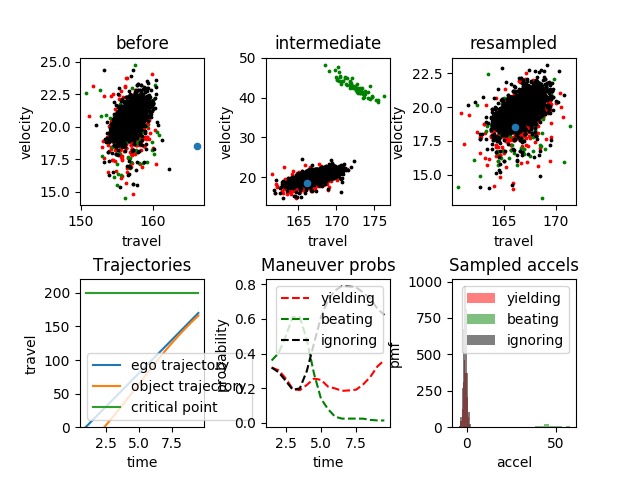 before
intermediate
resampled
velocity
25.0
22.5
20.0
17.5
15.0
150
160
travel
velocity
50
40
30
20
165
170
175
travel
velocity
22.5
20.0
17.5
15.0
165
170
travel
Trajectories
Maneuver probs
Sampled accels
travel
200
150
100
50
0
2.5
5.0
7.5
time
ego trajectory
object trajectory
critical point
probability
0.8
0.6
0.4
0.2
0.0
2.5
5.0
7.5
time
yielding
beating
ignoring
pmf
1000
750
500
250
0
0
50
accel
yielding
beating
ignoring